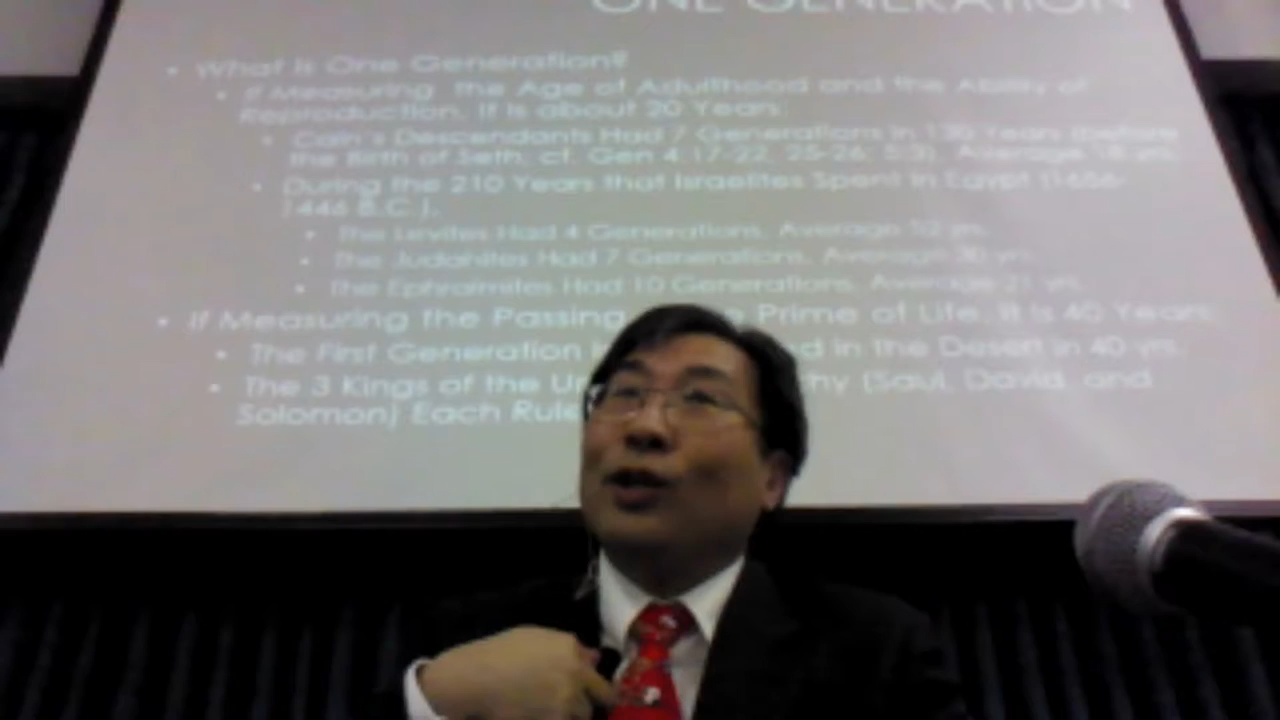 ONE GENERATION
• What Is One Generation?
• If Measuring the Age of Adulthood and the Ability of
Reproduction, It Is about 20 Years.
• Cain's Descendants Had 7 Generations in 130 Years (before
the Birth of Seth, cf. Gen 4:17-22, 25-26, 5:3), Average yrs.
• During the 210 Years that Israelites Spent in Egypt (1656-
1446 B.C.),
• The Levites Had 4 Generations, Average yrs.
• The Judahites Had 7 Generations, Average 30 yrs.
• The Ephraimites Had 10 Generations, Average 21 yrs.
• If Measuring the Passing Prime of Life, It Is 40 Years.
• The First Generation in the Desert in 40 yrs.
• The 3 Kings of the (Saul, David, and
Solomon) Each